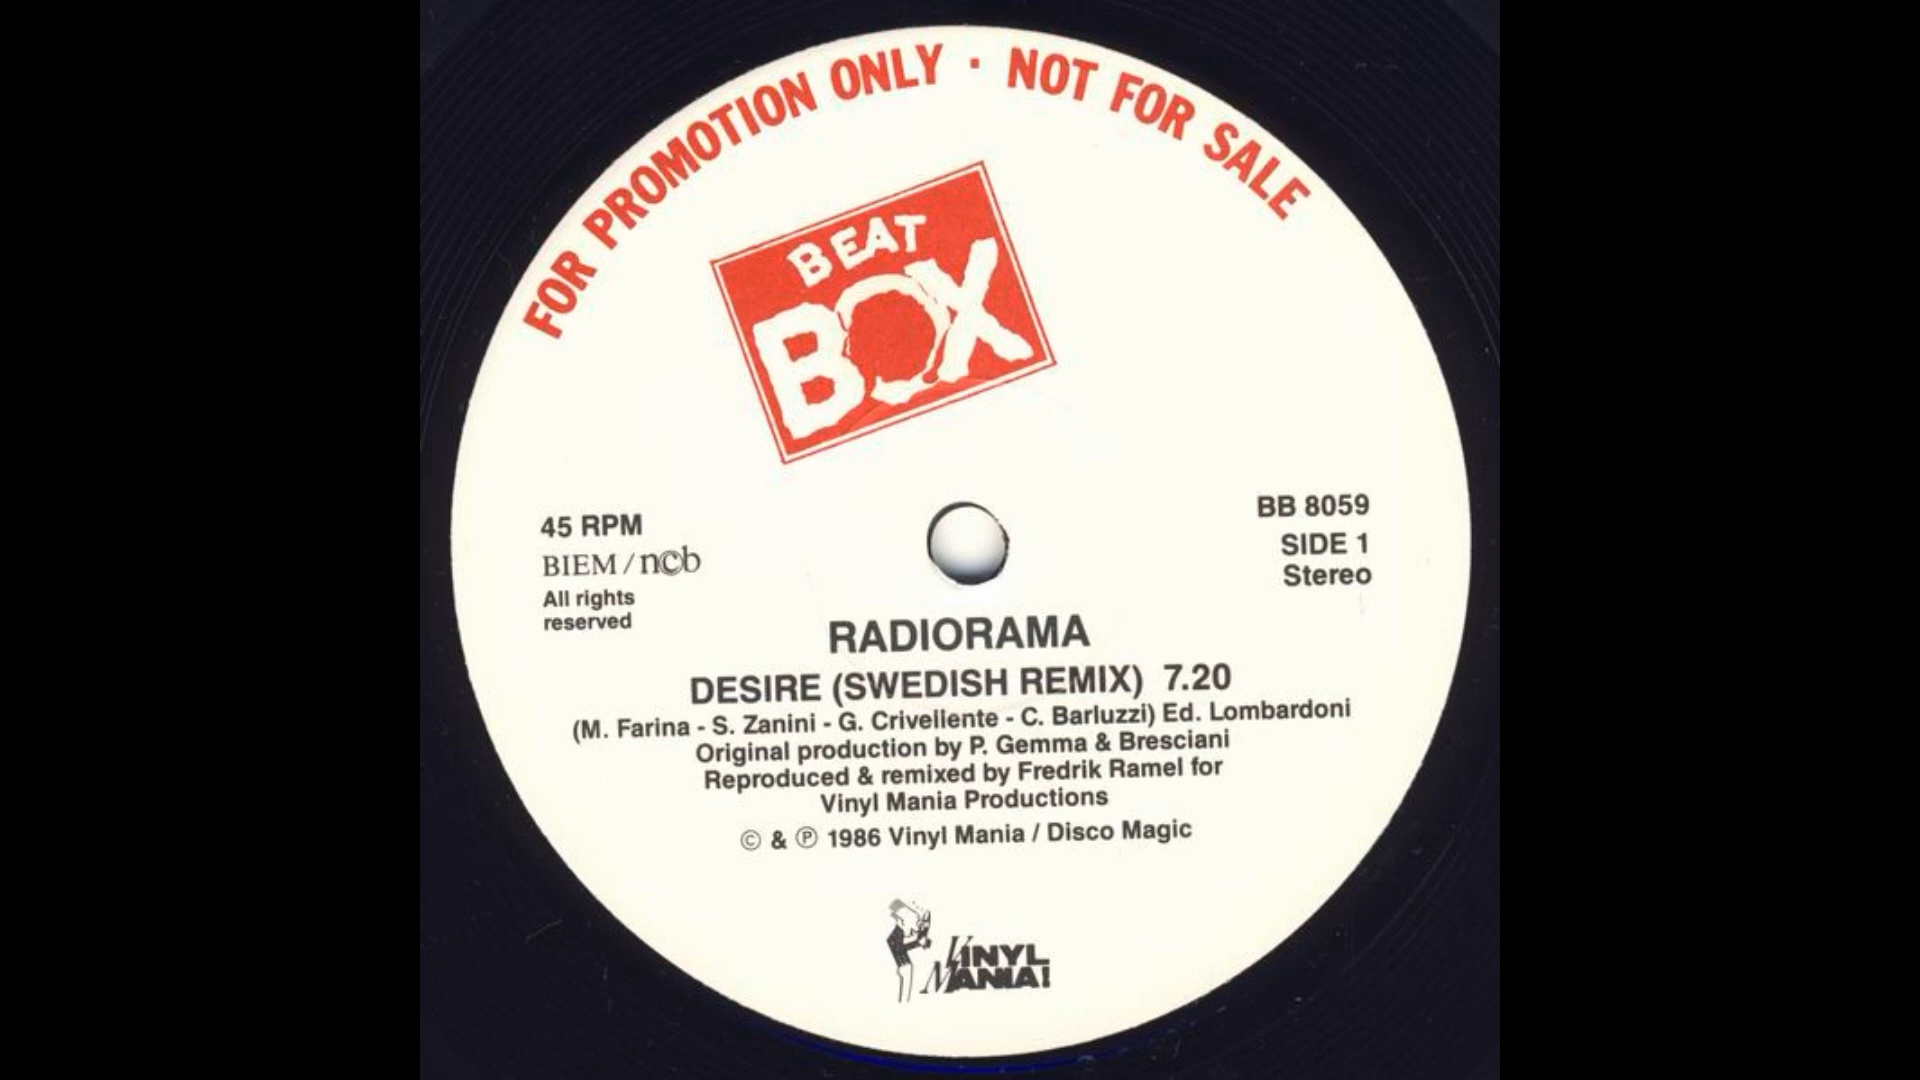 FOR PROMOTION ONLY · NOT FOR SALE
BEAT
BOX
45 RPM
BIEM / ncb
All rights
reserved
BB 8059
SIDE 1
Stereo
RADIORAMA
DESIRE (SWEDISH REMIX) 7.20
(M. Farina - S. Zanini - G. Crivellente - C. Barluzzi) Ed. Lombardoni
Original production by P. Gemma & Bresciani
Reproduced & remixed by Fredrik Ramel for
Vinyl Mania Productions
© & ℗ 1986 Vinyl Mania / Disco Magic
VINYL
MANIA!